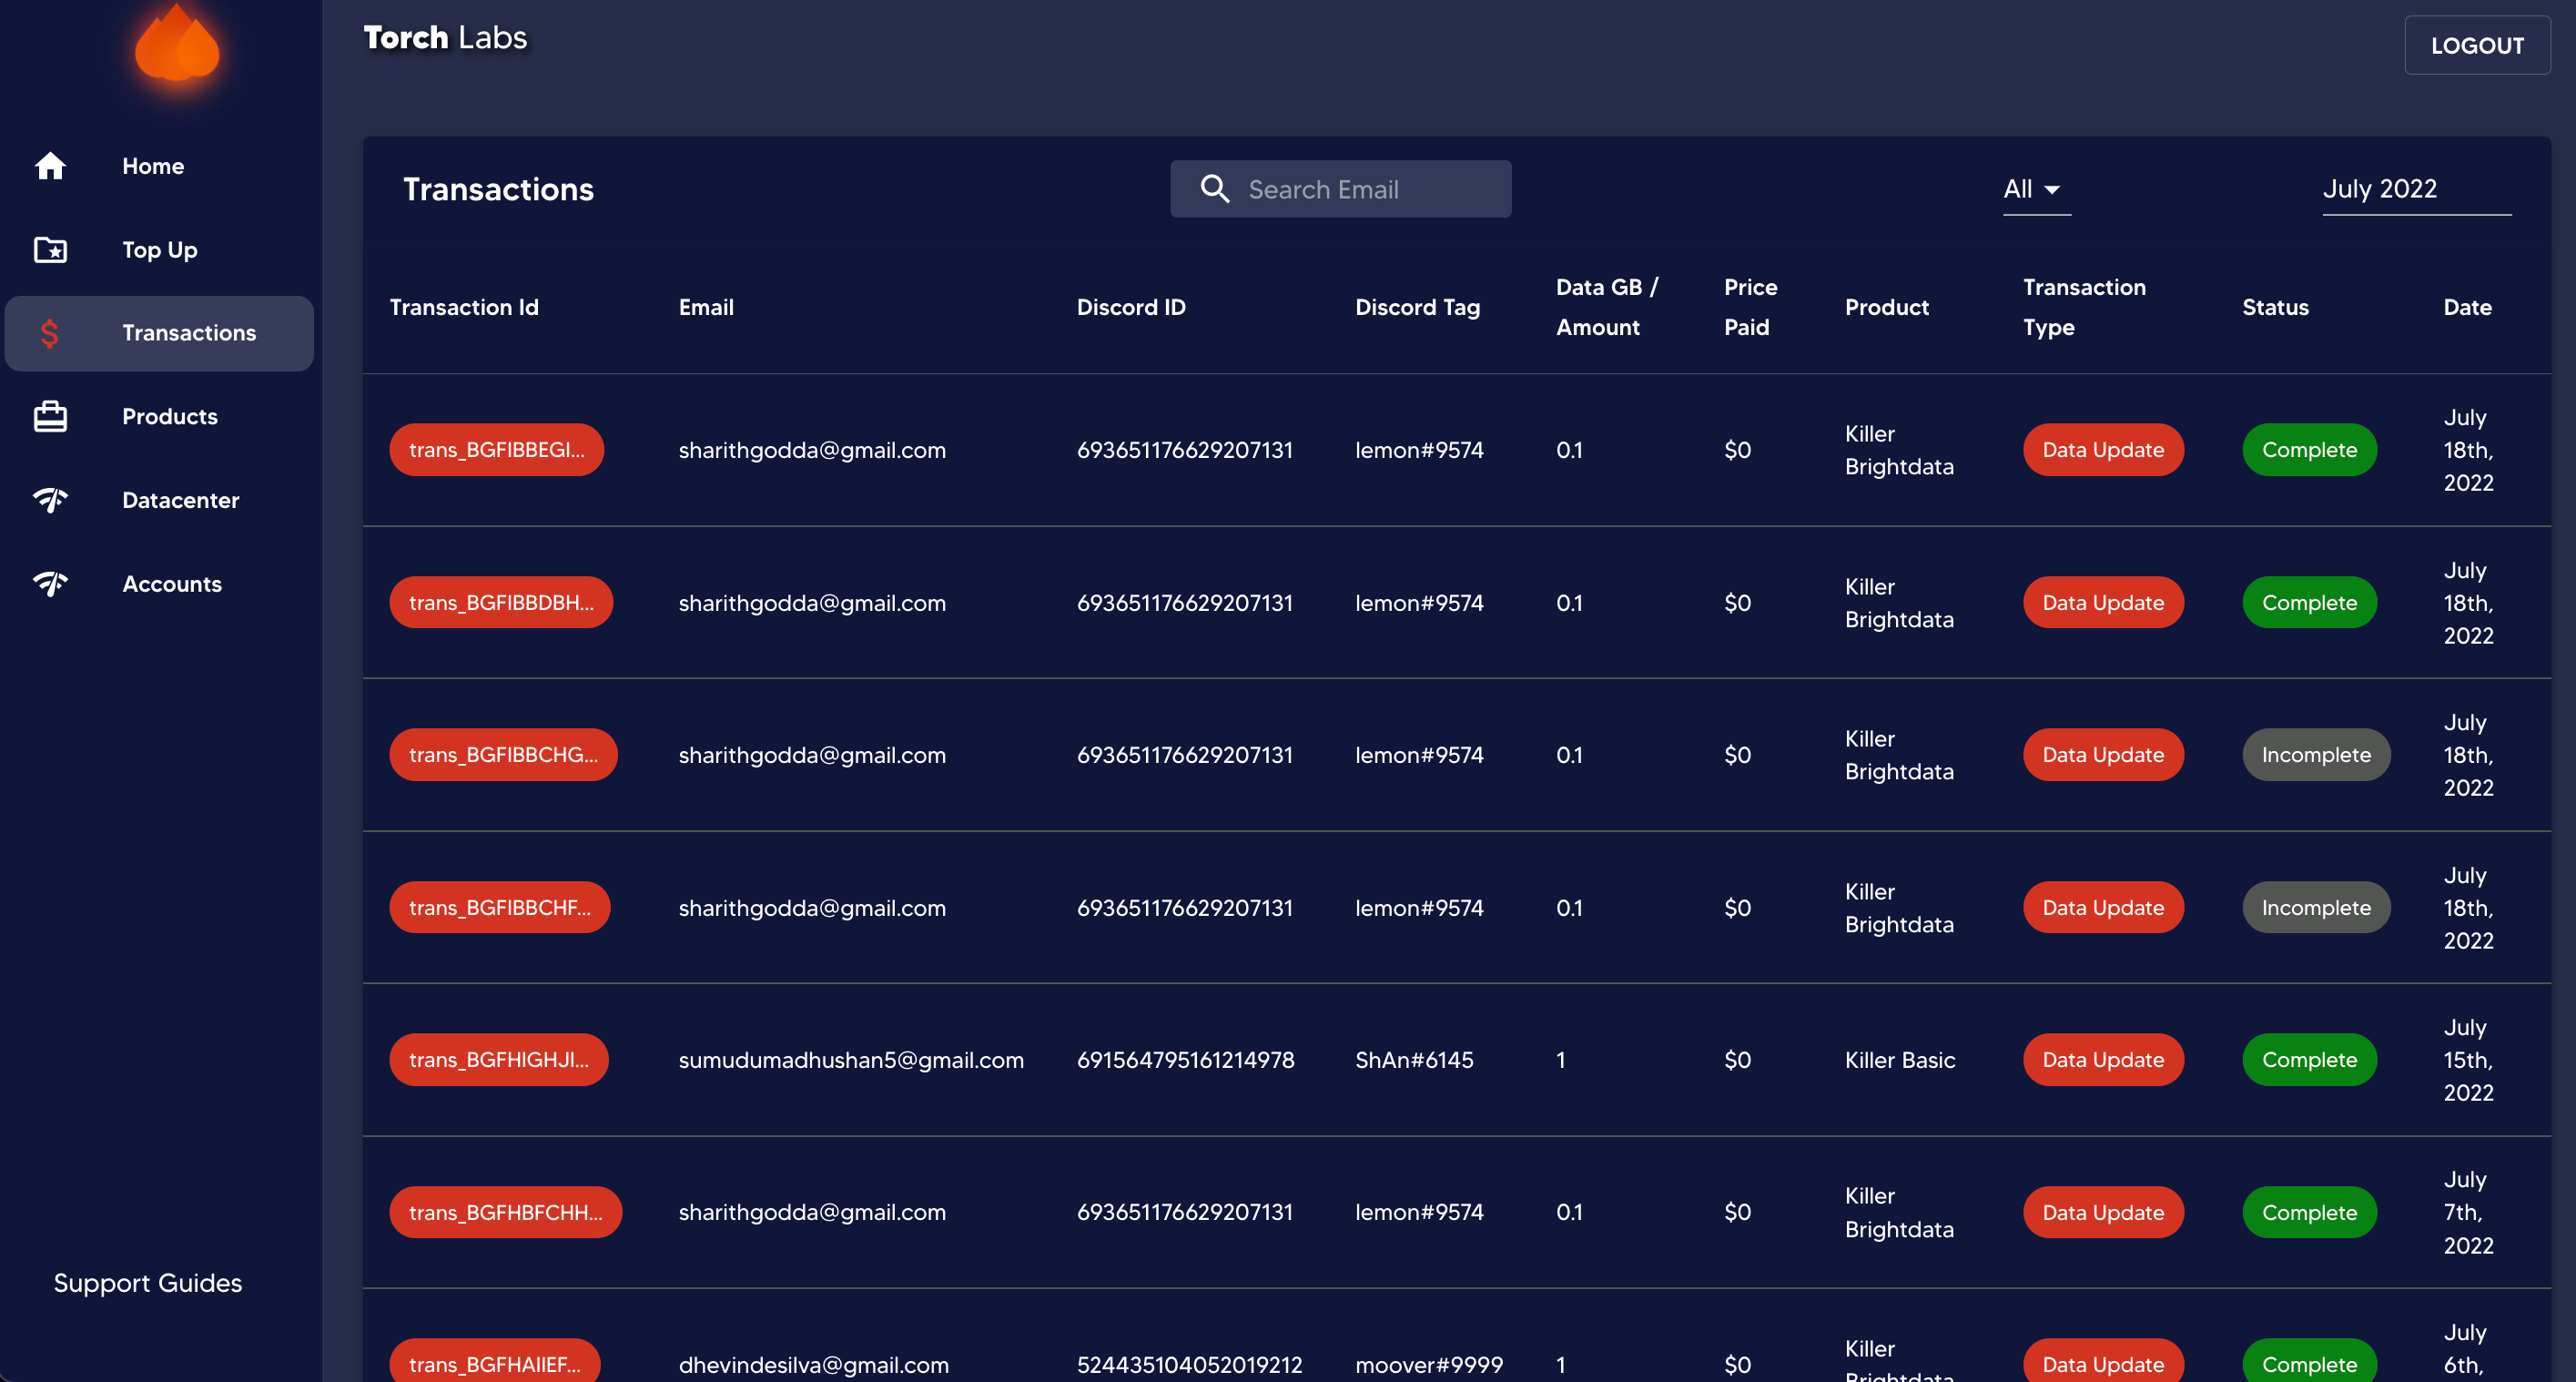 Torch Labs
LOGOUT
Home
Top Up
Transactions
Products
Datacenter
Accounts
Support Guides
Transactions
Search Email
All
July 2022
Transaction Id Email Discord ID Discord Tag Data GB / Amount Price Paid Product Transaction Type Status Date
trans_BGFIBBEGI... sharithgodda@gmail.com 693651176629207131 lemon#9574 0.1 $0 Killer Brightdata Data Update Complete July 18th, 2022
trans_BGFIBBDBH... sharithgodda@gmail.com 693651176629207131 lemon#9574 0.1 $0 Killer Brightdata Data Update Complete July 18th, 2022
trans_BGFIBBCHG... sharithgodda@gmail.com 693651176629207131 lemon#9574 0.1 $0 Killer Brightdata Data Update Incomplete July 18th, 2022
trans_BGFIBBCHF... sharithgodda@gmail.com 693651176629207131 lemon#9574 0.1 $0 Killer Brightdata Data Update Incomplete July 18th, 2022
trans_BGFHIGHJI... sumudumadhushan5@gmail.com 691564795161214978 ShAn#6145 1 $0 Killer Basic Data Update Complete July 15th, 2022
trans_BGFHBFCHH... sharithgodda@gmail.com 693651176629207131 lemon#9574 0.1 $0 Killer Brightdata Data Update Complete July 7th, 2022
trans_BGFHAIIEF... dhevindesilva@gmail.com 524435104052019212 moover#9999 1 $0 Killer Data Update Complete July 6th,